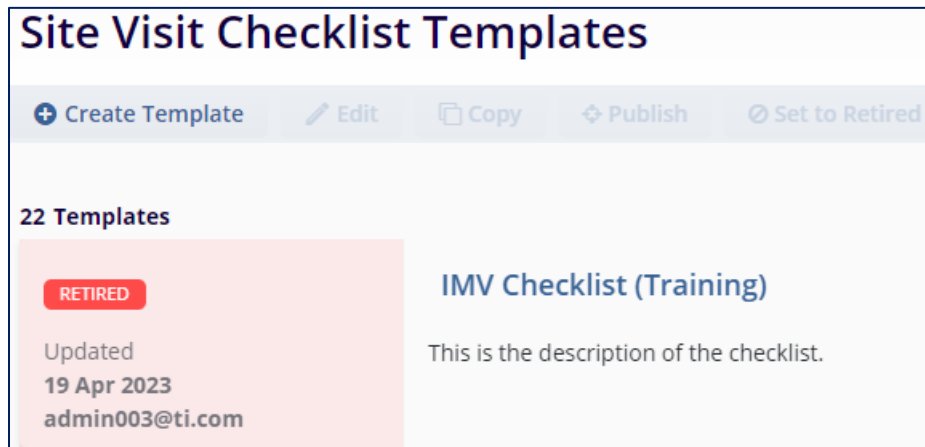 Site Visit Checklist Templates
Create Template Edit Copy Publish Set to Retired
22 Templates
RETIRED
IMV Checklist (Training)
Updated
This is the description of the checklist.
19 Apr 2023
admin003@ti.com